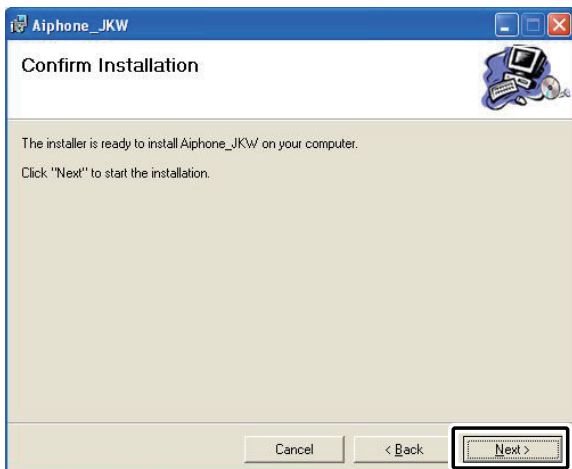 Aiphone_JKW
Confirm Installation
The installer is ready to install Aiphone_JKW on your computer.
Click "Next" to start the installation.
Cancel
< Back
Next >